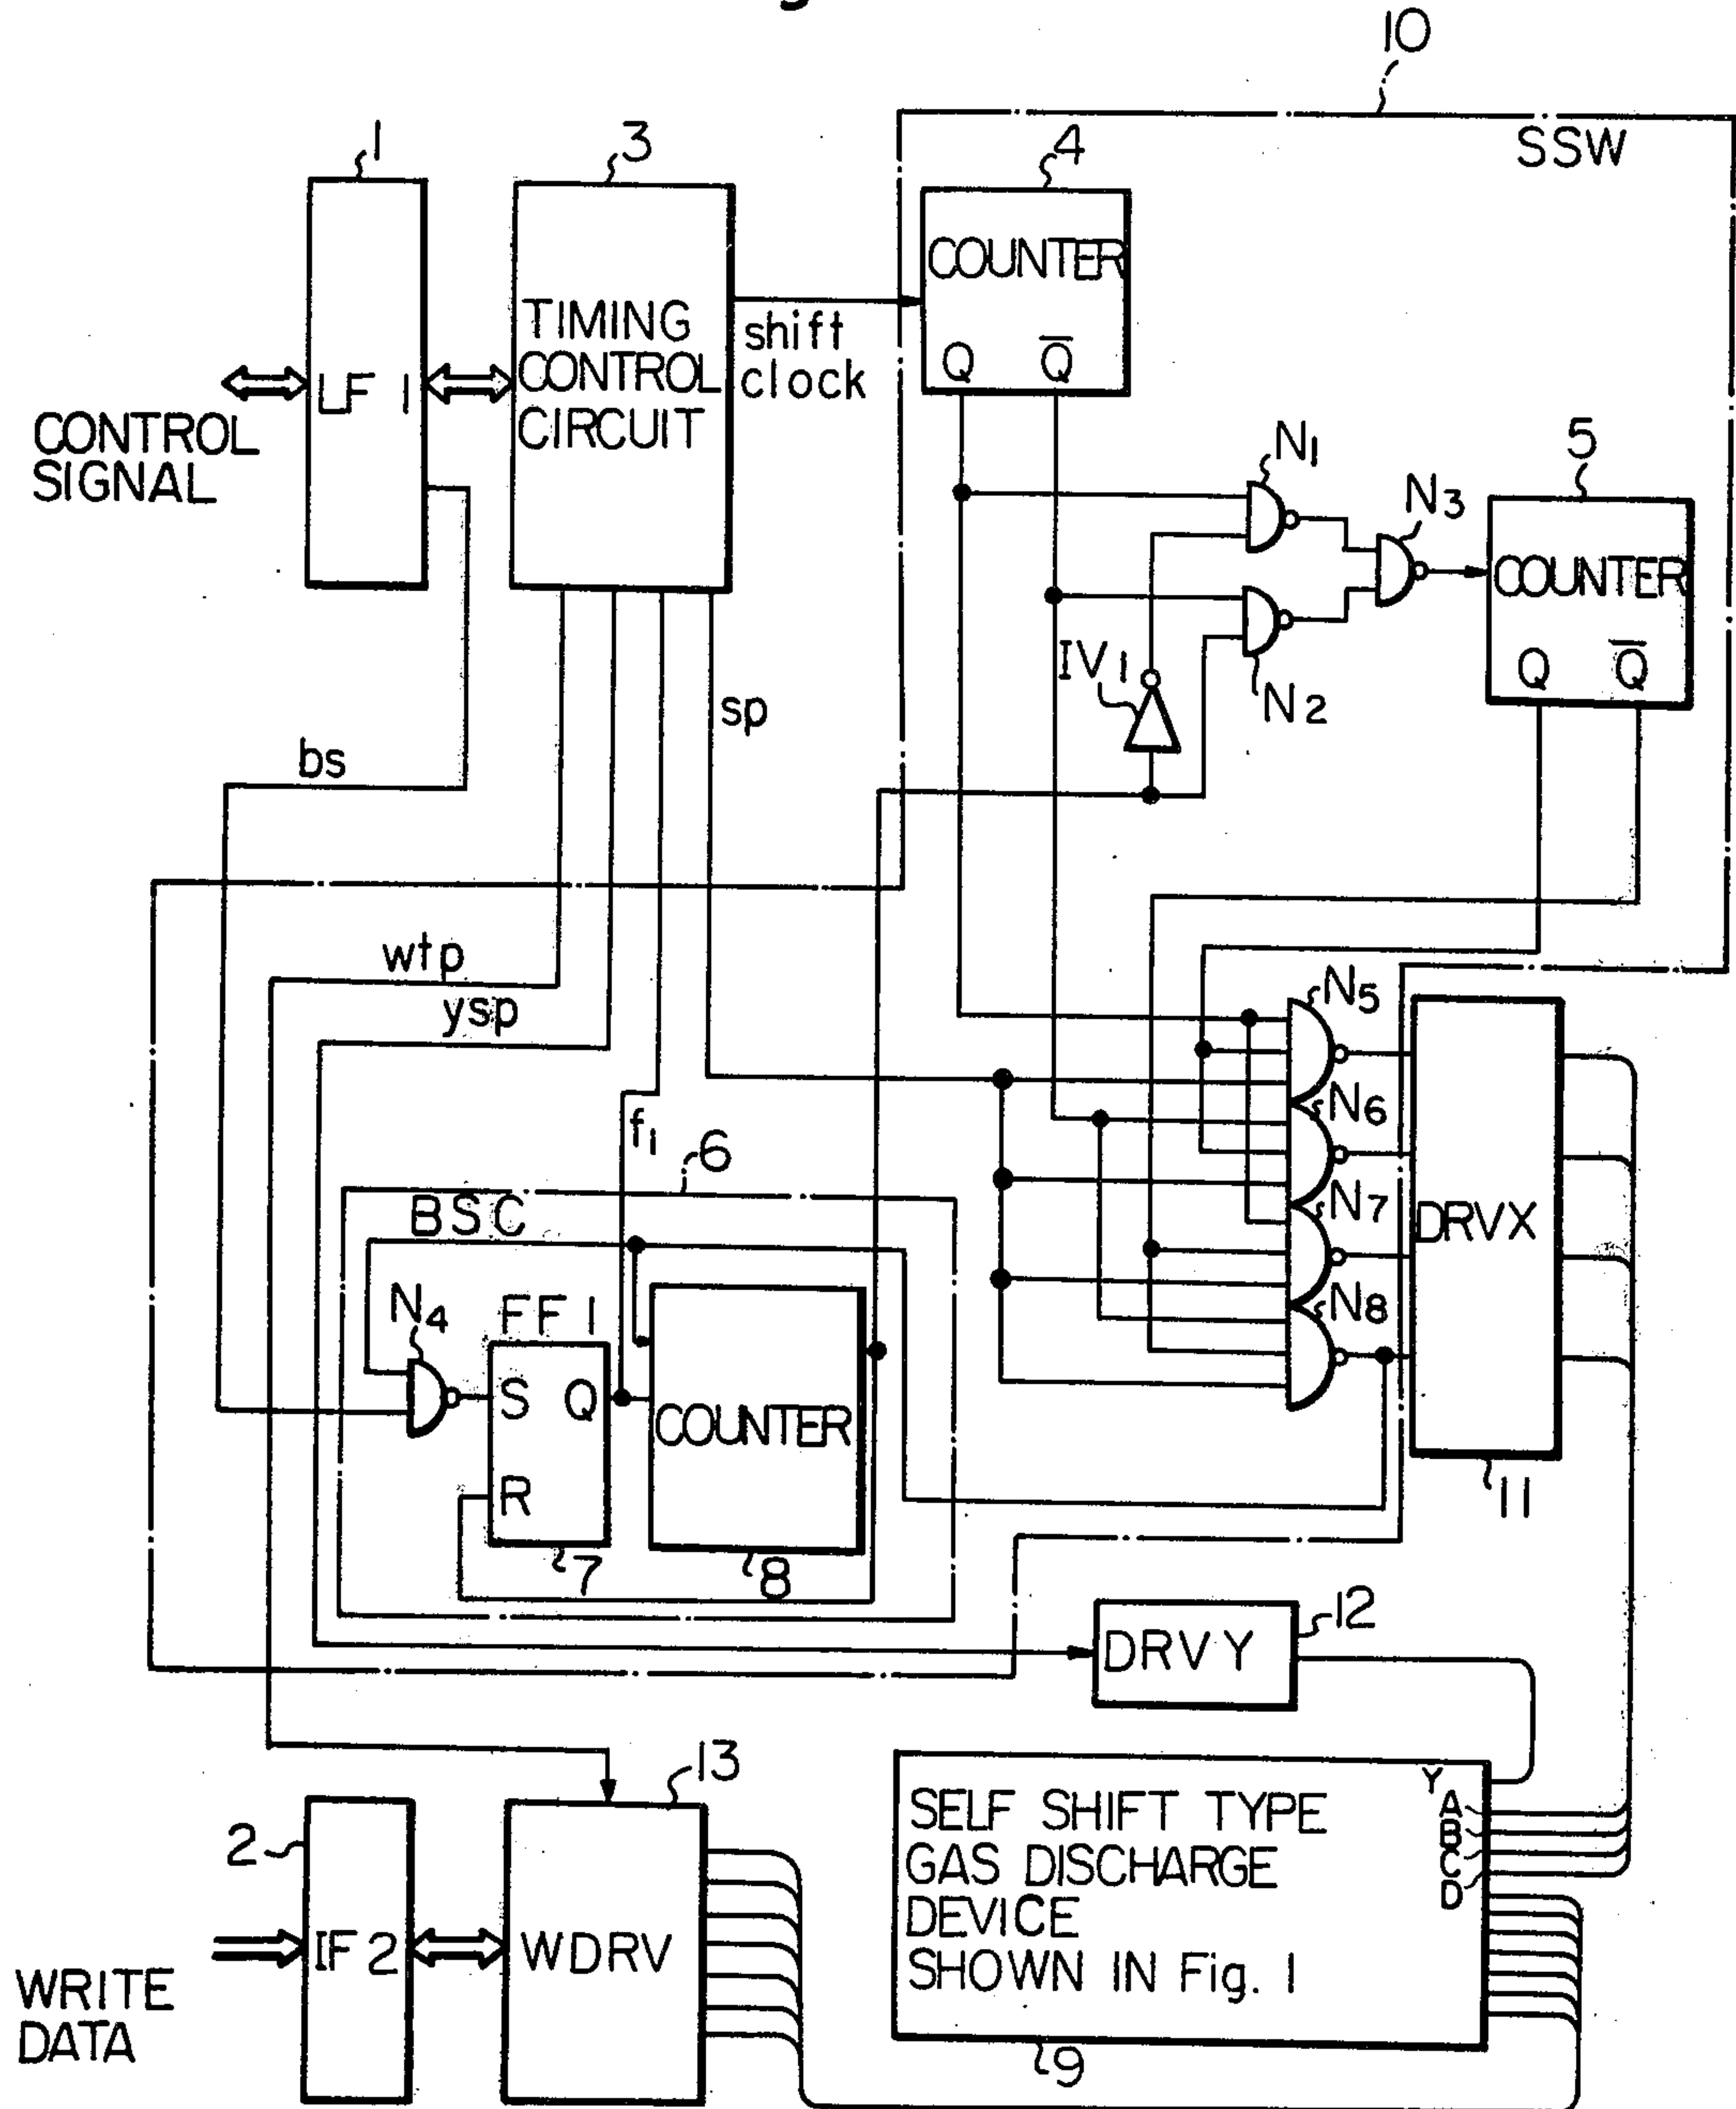 10
SSW
1
3
4
COUNTER
Q Q̅
TIMING
CONTROL
CIRCUIT
shift
clock
LF 1
CONTROL
SIGNAL
N1
N3
5
COUNTER
Q Q̅
IV1
N2
sp
bs
wtp
ysp
N5
N6
f1
6
BSC
N7
DRVX
N8
N4
FF1
S Q
COUNTER
R
7
8
11
12
DRVY
13
Y
A
B
C
D
SELF SHIFT TYPE
GAS DISCHARGE
DEVICE
SHOWN IN Fig. 1
2
IF 2
WDRV
WRITE
DATA
9